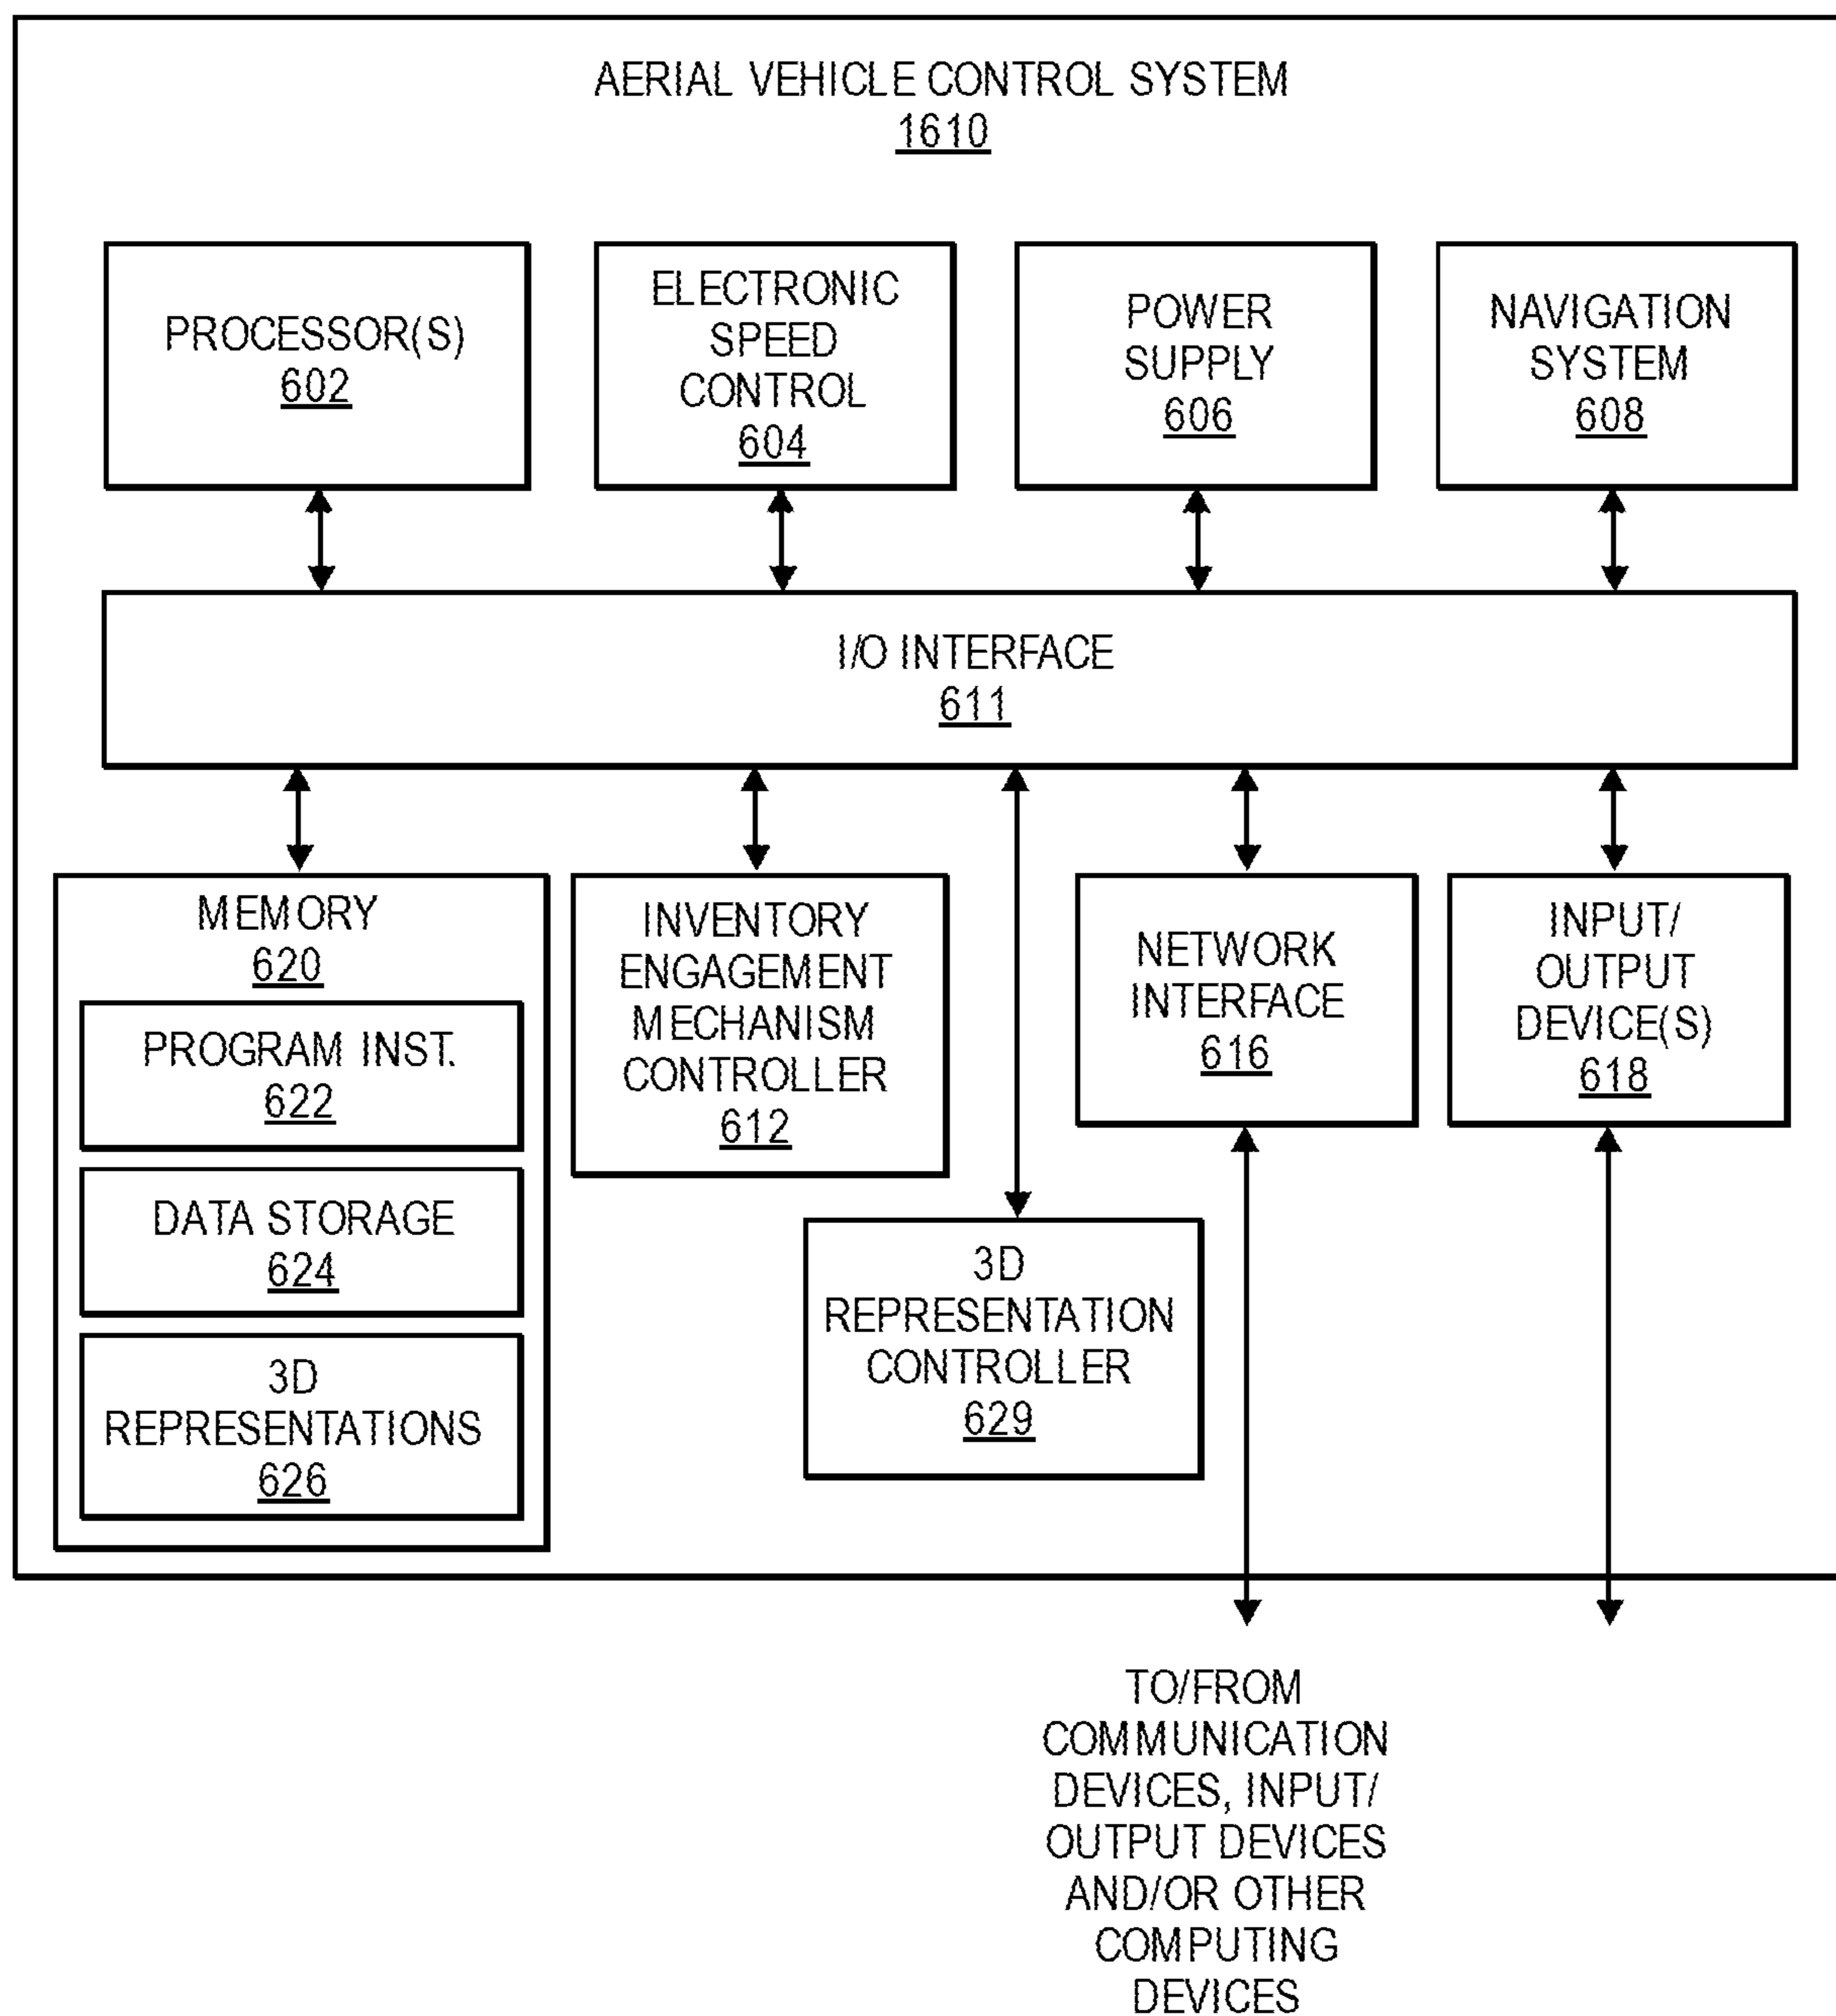 AERIAL VEHICLE CONTROL SYSTEM
1610
PROCESSOR(S)
602
ELECTRONIC
SPEED
CONTROL
604
POWER
SUPPLY
606
NAVIGATION
SYSTEM
608
I/O INTERFACE
611
MEMORY
620
PROGRAM INST.
622
DATA STORAGE
624
3D
REPRESENTATIONS
626
INVENTORY
ENGAGEMENT
MECHANISM
CONTROLLER
612
3D
REPRESENTATION
CONTROLLER
629
NETWORK
INTERFACE
616
INPUT/
OUTPUT
DEVICE(S)
618
TO/FROM
COMMUNICATION
DEVICES, INPUT/
OUTPUT DEVICES
AND/OR OTHER
COMPUTING
DEVICES